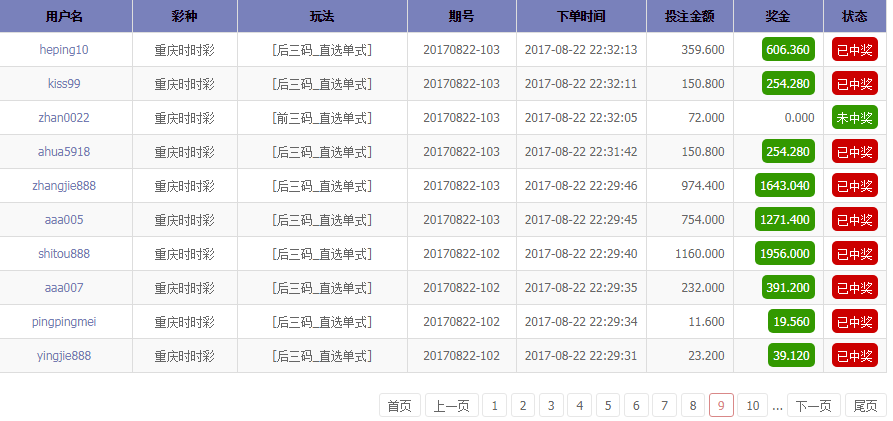 用户名 彩种 玩法 期号 下单时间 投注金额 奖金 状态
heping10 重庆时时彩 [后三码_直选单式] 20170822-103 2017-08-22 22:32:13 359.600 606.360 已中奖
kiss99 重庆时时彩 [后三码_直选单式] 20170822-103 2017-08-22 22:32:11 150.800 254.280 已中奖
zhan0022 重庆时时彩 [前三码_直选单式] 20170822-103 2017-08-22 22:32:05 72.000 0.000 未中奖
ahua5918 重庆时时彩 [后三码_直选单式] 20170822-103 2017-08-22 22:31:42 150.800 254.280 已中奖
zhangjie888 重庆时时彩 [后三码_直选单式] 20170822-103 2017-08-22 22:29:46 974.400 1643.040 已中奖
aaa005 重庆时时彩 [后三码_直选单式] 20170822-103 2017-08-22 22:29:45 754.000 1271.400 已中奖
shitou888 重庆时时彩 [后三码_直选单式] 20170822-102 2017-08-22 22:29:40 1160.000 1956.000 已中奖
aaa007 重庆时时彩 [后三码_直选单式] 20170822-102 2017-08-22 22:29:35 232.000 391.200 已中奖
pingpingmei 重庆时时彩 [后三码_直选单式] 20170822-102 2017-08-22 22:29:34 11.600 19.560 已中奖
yingjie888 重庆时时彩 [后三码_直选单式] 20170822-102 2017-08-22 22:29:31 23.200 39.120 已中奖
首页 上一页 1 2 3 4 5 6 7 8 9 10 ... 下一页 尾页